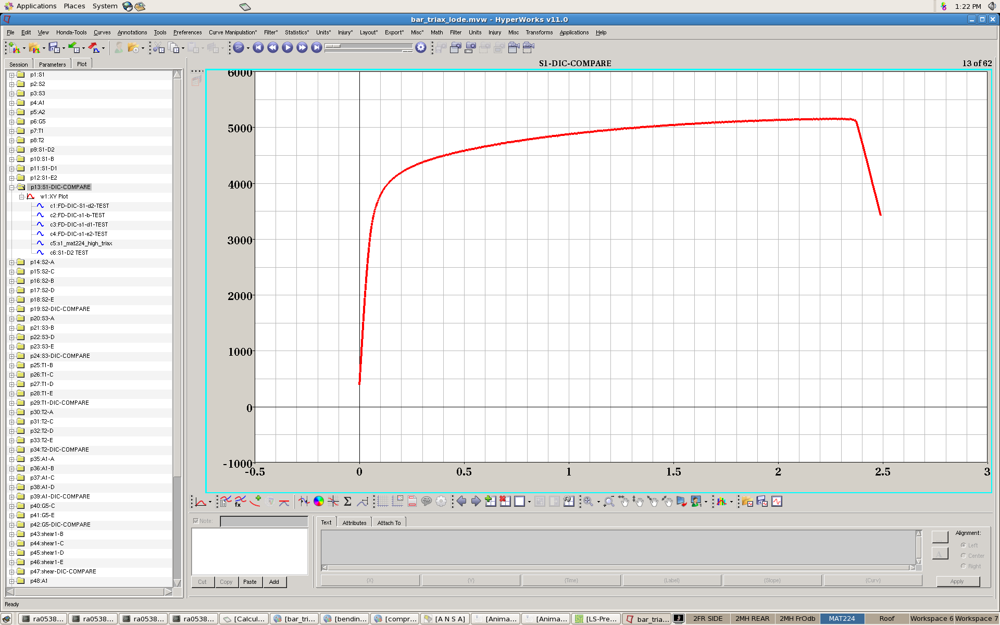 Applications Places System 1:22 PM
bar_triax_lode.mvw - HyperWorks v11.0
File Edit View Honda-Tools Curves Annotations Tools Preferences Curve Manipulation* Filter* Statistics* Units* Injury* Layout* Export* Misc* Math Filter Units Injury Misc Transforms Applications Help
Session Parameters Plot
S1-DIC-COMPARE 13 of 62
p1:S1
p2:S2
p3:S3
p4:A1
p5:A2
p6:G5
p7:T1
p8:T2
p9:S1-D2
p10:S1-B
p11:S1-D1
p12:S1-E2
p13:S1-DIC-COMPARE
w1:XY Plot
c1:FD-DIC-S1-d2-TEST
c2:FD-DIC-s1-b-TEST
c3:FD-DIC-s1-d1-TEST
c4:FD-DIC-s1-e2-TEST
c5:s1_mat224_high_triax
c6:S1-D2 TEST
p14:S2-A
p15:S2-C
p16:S2-B
p17:S2-D
p18:S2-E
p19:S2-DIC-COMPARE
p20:S3-A
p21:S3-B
p22:S3-D
p23:S3-E
p24:S3-DIC-COMPARE
p25:T1-B
p26:T1-C
p27:T1-D
p28:T1-E
p29:T1-DIC-COMPARE
p30:T2-A
p31:T2-C
p32:T2-D
p33:T2-E
p34:T2-DIC-COMPARE
p35:A1-A
p36:A1-B
p37:A1-C
p38:A1-D
p39:A1-DIC-COMPARE
p40:G5-C
p41:G5-E
p42:G5-DIC-COMPARE
p43:shear1-B
p44:shear1-C
p45:shear1-D
p46:shear1-E
p47:shear-DIC-COMPARE
p48:A1
6000
5000
4000
3000
2000
1000
0
-1000
-0.5 0 0.5 1 1.5 2 2.5 3
Note:
Cut Copy Paste Add
Text Attributes Attach To
{X} {Y} {Time} {Label} {Slope} {Curv}
... A
Alignment:
Left
Center
Right
Apply
Ready
ra0538... ra0538... ra0538... ra0538... [Calcul... [bar_tri... [bendin... [compr... [A N S A] [Anima... [Anima... [LS-Pre... bar_tria... 2FR SIDE 2MH REAR 2MH FrOdb MAT224 Roof Workspace 6 Workspace 7